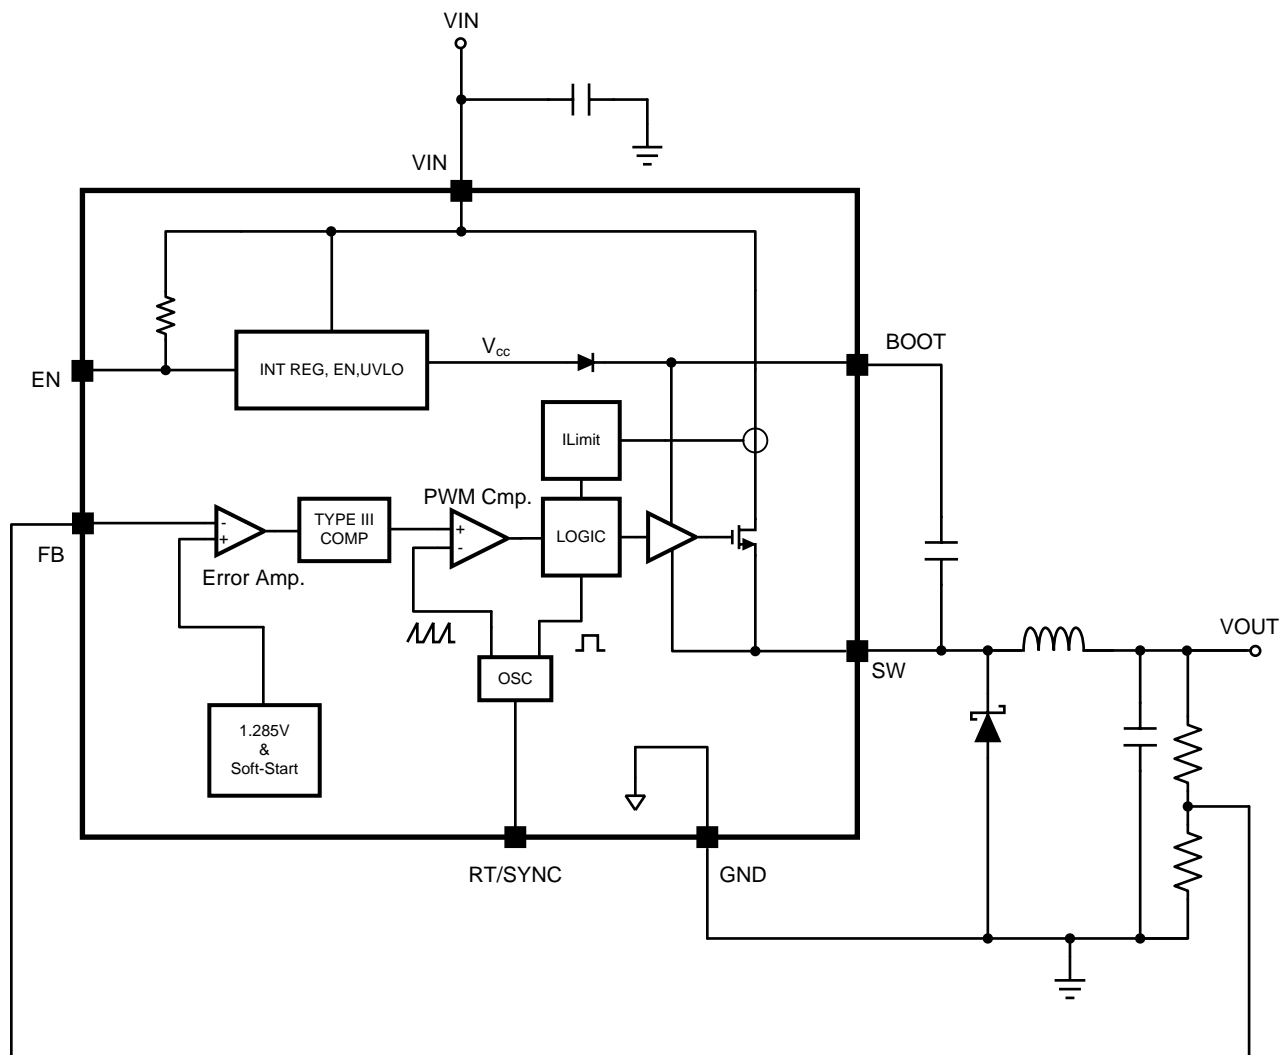 VIN
VIN
BOOT
Vcc
EN
INT REG, EN,UVLO
ILimit
PWM Cmp.
TYPE III
COMP
-
+
+
-
LOGIC
FB
Error Amp.
VOUT
SW
OSC
1.285V
&
Soft-Start
RT/SYNC
GND